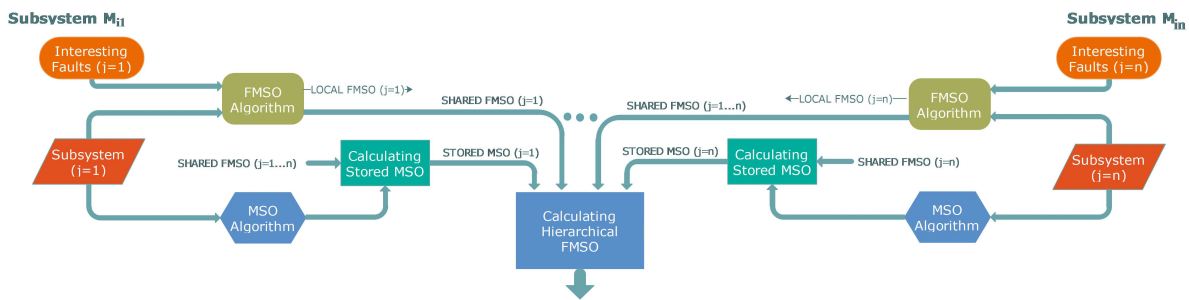 Subsystem Mi1
Subsystem Min
Interesting
Faults (j=1)
Interesting
Faults (j=n)
FMSO
Algorithm
LOCAL FMSO (j=1)
SHARED FMSO (j=1)
SHARED FMSO (j=1...n)
LOCAL FMSO (j=n)
FMSO
Algorithm
Subsystem
(j=1)
SHARED FMSO (j=1...n)
Calculating
Stored MSO
STORED MSO (j=1)
STORED MSO (j=n)
Calculating
Stored MSO
SHARED FMSO (j=n)
Subsystem
(j=n)
MSO
Algorithm
Calculating
Hierarchical
FMSO
MSO
Algorithm